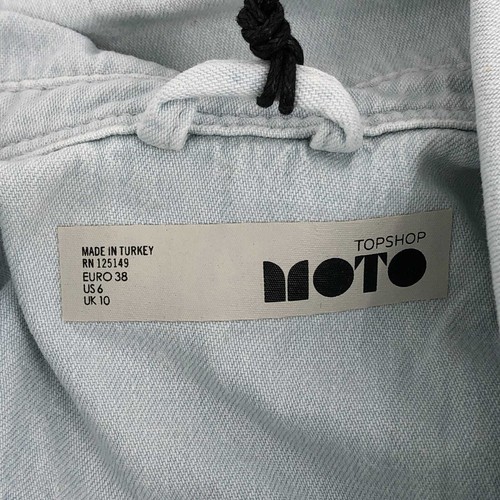 MADE IN TURKEY
RN 125149
EURO 38
US 6
UK 10
TOPSHOP
MOTO